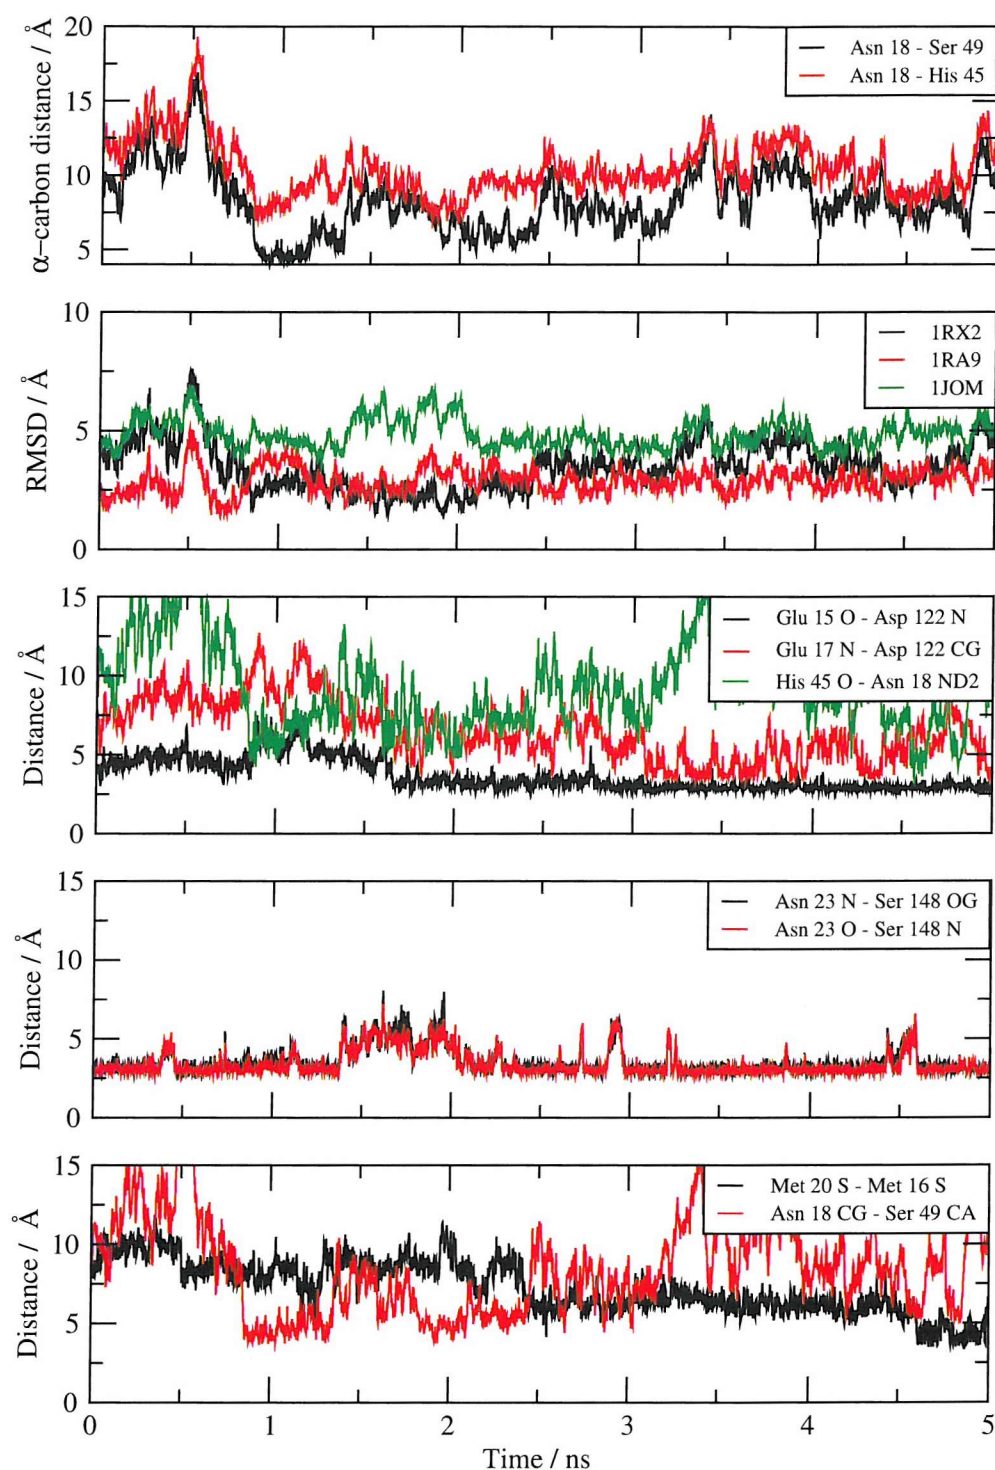 20
15
10
5
α−carbon distance / Å
Asn 18 - Ser 49
Asn 18 - His 45
10
5
0
RMSD / Å
1RX2
1RA9
1JOM
15
10
5
0
Distance / Å
Glu 15 O - Asp 122 N
Glu 17 N - Asp 122 CG
His 45 O - Asn 18 ND2
15
10
5
0
Distance / Å
Asn 23 N - Ser 148 OG
Asn 23 O - Ser 148 N
15
10
5
0
Distance / Å
Met 20 S - Met 16 S
Asn 18 CG - Ser 49 CA
0 1 2 3 4 5
Time / ns